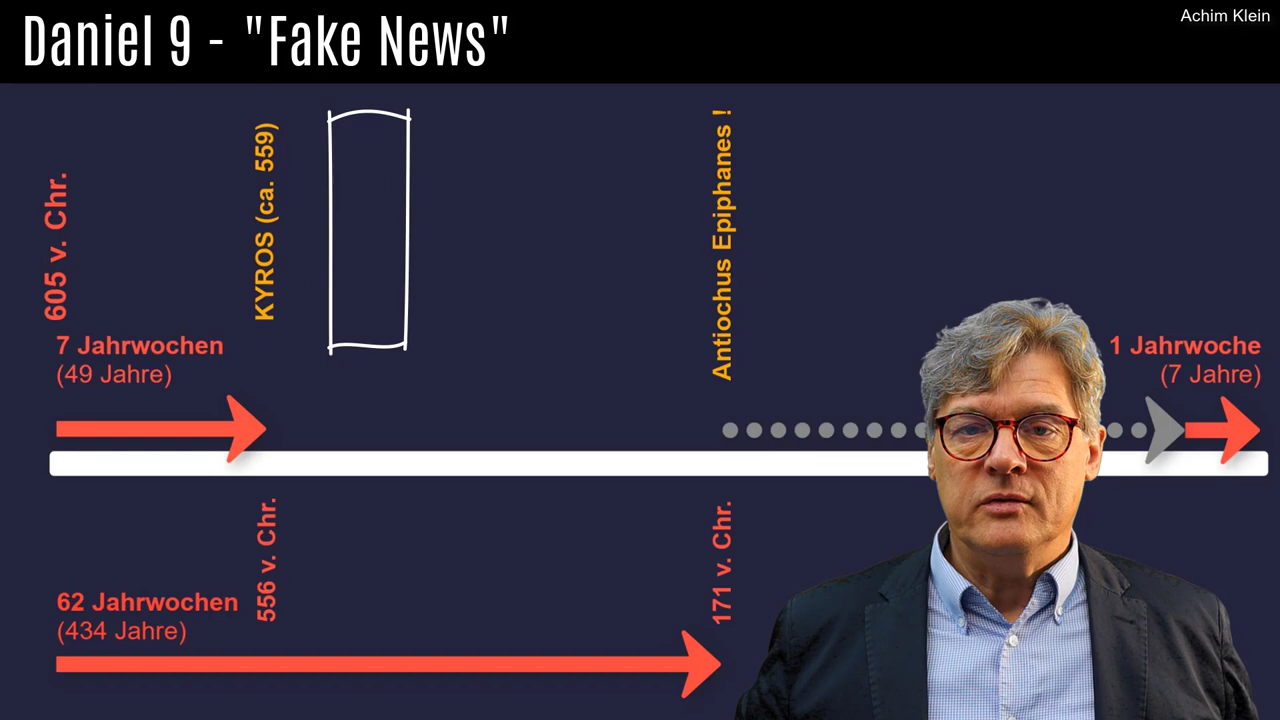 Daniel 9 - "Fake News"
Achim Klein
605 v. Chr.
KYROS (ca. 559)
Antiochus Epiphanes !
7 Jahrwochen
(49 Jahre)
1 Jahrwoche
(7 Jahre)
556 v. Chr.
171 v. Chr.
62 Jahrwochen
(434 Jahre)